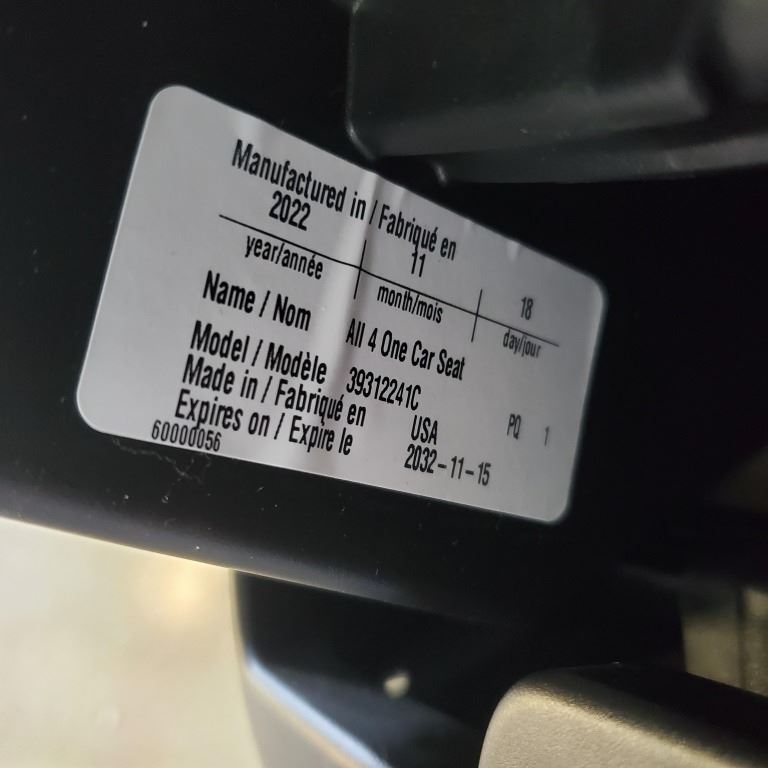 Manufactured in / Fabriqué en
2022 11 18
year/année month/mois day/jour
Name / Nom All 4 One Car Seat
Model / Modèle 39312241C
Made in / Fabriqué en USA PQ 1
Expires on / Expire le 2032-11-15
60000056